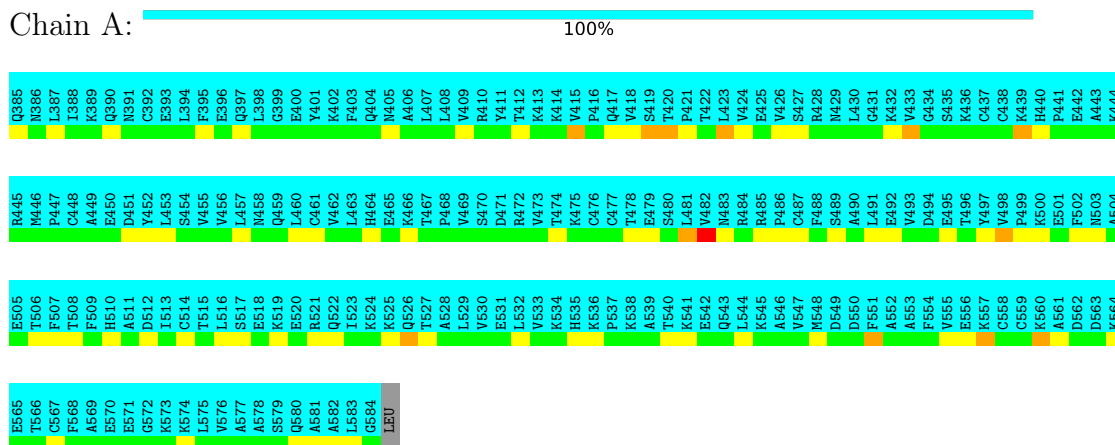 Chain A:
100%
Q385 N386 L387 I388 K389 Q390 N391 C392 E393 L394 F395 E396 Q397 L398 G399 E400 Y401 K402 F403 Q404 N405 A406 L407 L408 V409 R410 Y411 T412 K413 K414 V415 P416 Q417 V418 S419 T420 P421 T422 L423 V424 E425 V426 S427 R428 N429 L430 G431 K432 V433 G434 S435 K436 C437 C438 K439 H440 P441 E442 A443 K444
R445 M446 P447 C448 A449 E450 D451 Y452 L453 S454 V455 V456 L457 N458 Q459 L460 C461 V462 L463 H464 E465 K466 T467 P468 V469 S470 D471 R472 V473 T474 K475 C476 C477 T478 E479 S480 L481 V482 N483 R484 R485 P486 C487 F488 S489 A490 L491 E492 V493 D494 E495 T496 Y497 V498 P499 K500 E501 F502 N503 A504
E505 T506 F507 T508 F509 H510 A511 D512 I513 C514 T515 L516 S517 E518 K519 E520 R521 Q522 I523 K524 K525 Q526 T527 A528 L529 V530 E531 L532 V533 K534 H535 K536 P537 K538 A539 T540 K541 E542 Q543 L544 K545 A546 V547 M548 D549 D550 F551 A552 A553 F554 V555 E556 K557 C558 C559 K560 A561 D562 D563 K564
E565 T566 C567 F568 A569 E570 E571 G572 K573 K574 L575 V576 A577 A578 S579 Q580 A581 A582 L583 G584 LEU